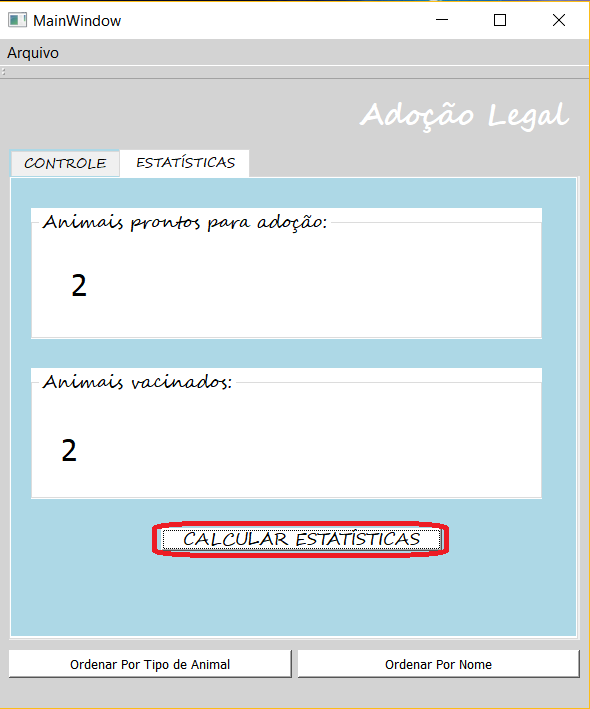 MainWindow
Arquivo
Adoção Legal
CONTROLE
ESTATÍSTICAS
Animais prontos para adoção:
2
Animais vacinados:
2
CALCULAR ESTATÍSTICAS
Ordenar Por Tipo de Animal
Ordenar Por Nome